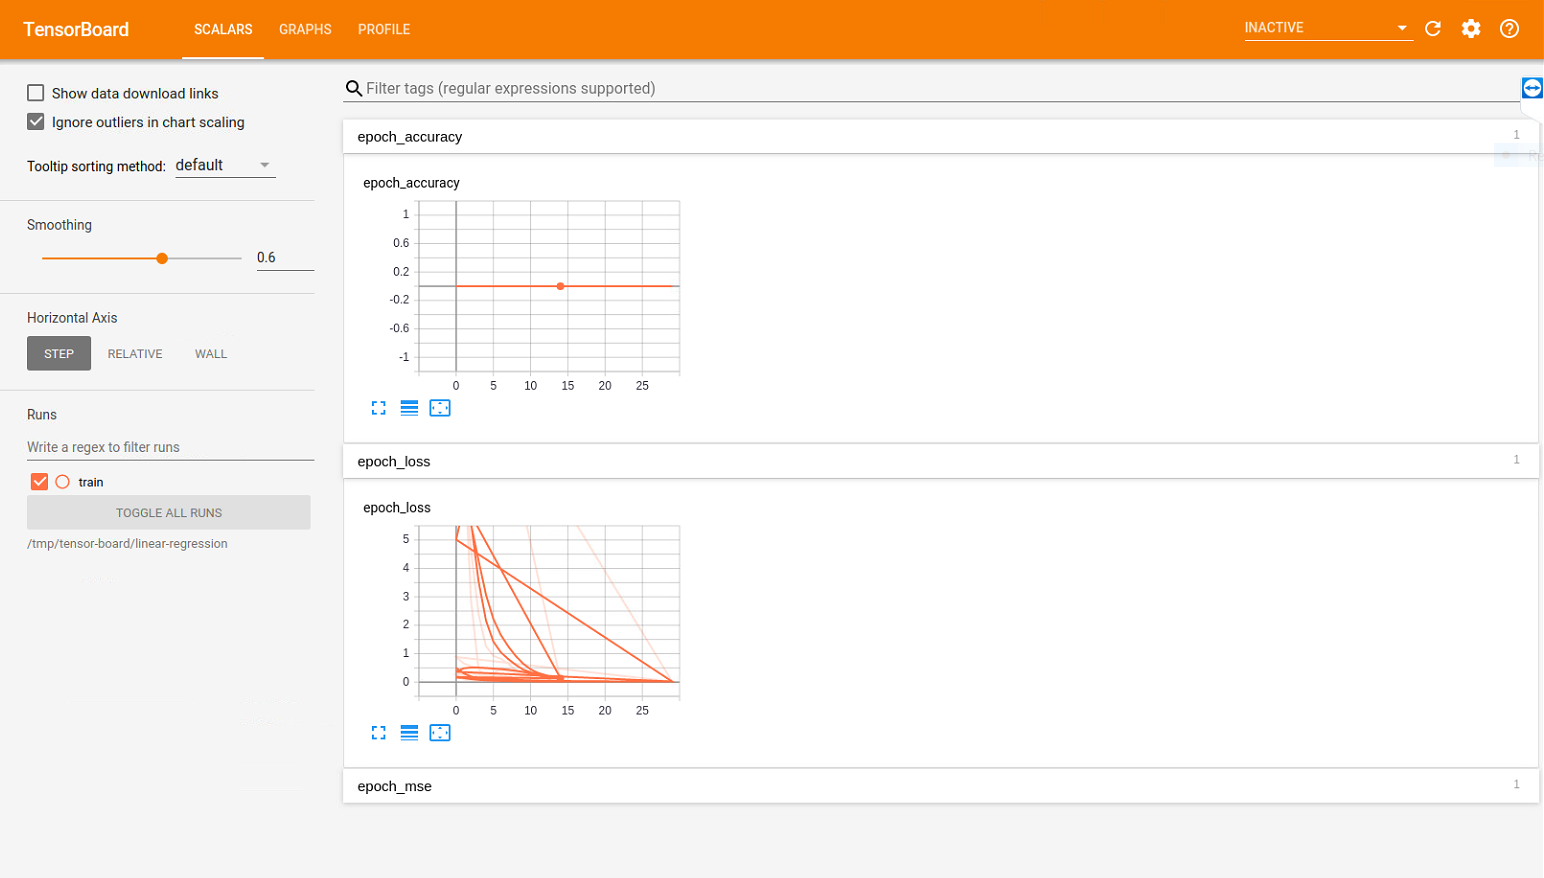 TensorBoard SCALARS GRAPHS PROFILE INACTIVE
Show data download links
Ignore outliers in chart scaling
Tooltip sorting method: default
Smoothing
0.6
Horizontal Axis
STEP RELATIVE WALL
Runs
Write a regex to filter runs
train
TOGGLE ALL RUNS
/tmp/tensor-board/linear-regression
Filter tags (regular expressions supported)
epoch_accuracy 1
epoch_accuracy
1
0.6
0.2
-0.2
-0.6
-1
0 5 10 15 20 25
epoch_loss 1
epoch_loss
5
4
3
2
1
0
0 5 10 15 20 25
epoch_mse 1